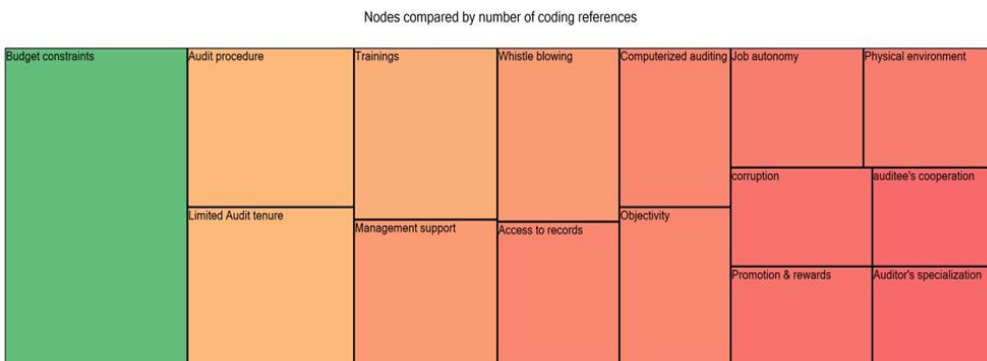 Nodes compared by number of coding references
Budget constraints
Audit procedure
Trainings
Whistle blowing
Computerized auditing
Job autonomy
Physical environment
corruption
auditee's cooperation
Limited Audit tenure
Management support
Access to records
Objectivity
Promotion & rewards
Auditor's specialization